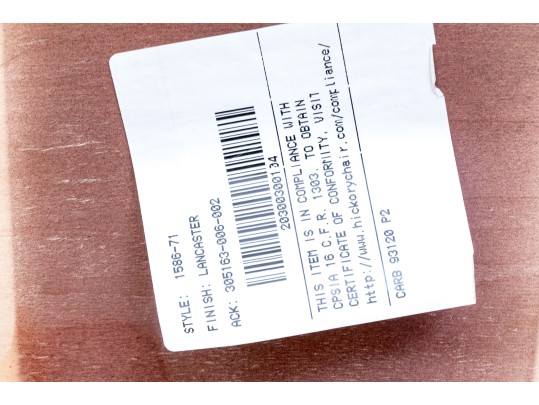 STYLE: 1586-71
FINISH: LANCASTER
ACK: 305163-006-002
203003000134
THIS ITEM IS IN COMPLIANCE WITH
CPSIA 16 C.F.R. 1303. TO OBTAIN
CERTIFICATE OF CONFORMITY, VISIT
http://www.hickorychair.com/compliance/
CARB 93120 P2